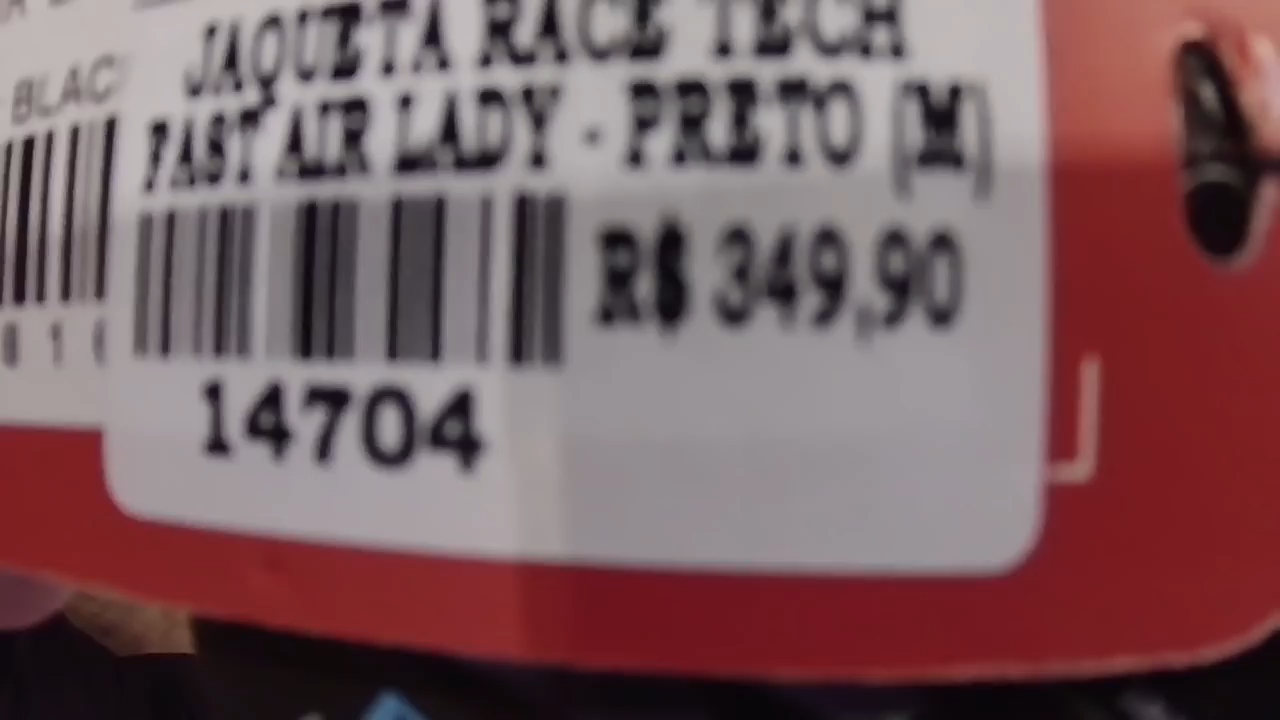 BLAC
JAQUETA RACE TECH
FAST AIR LADY - PRETO (M)
R$ 349,90
14704